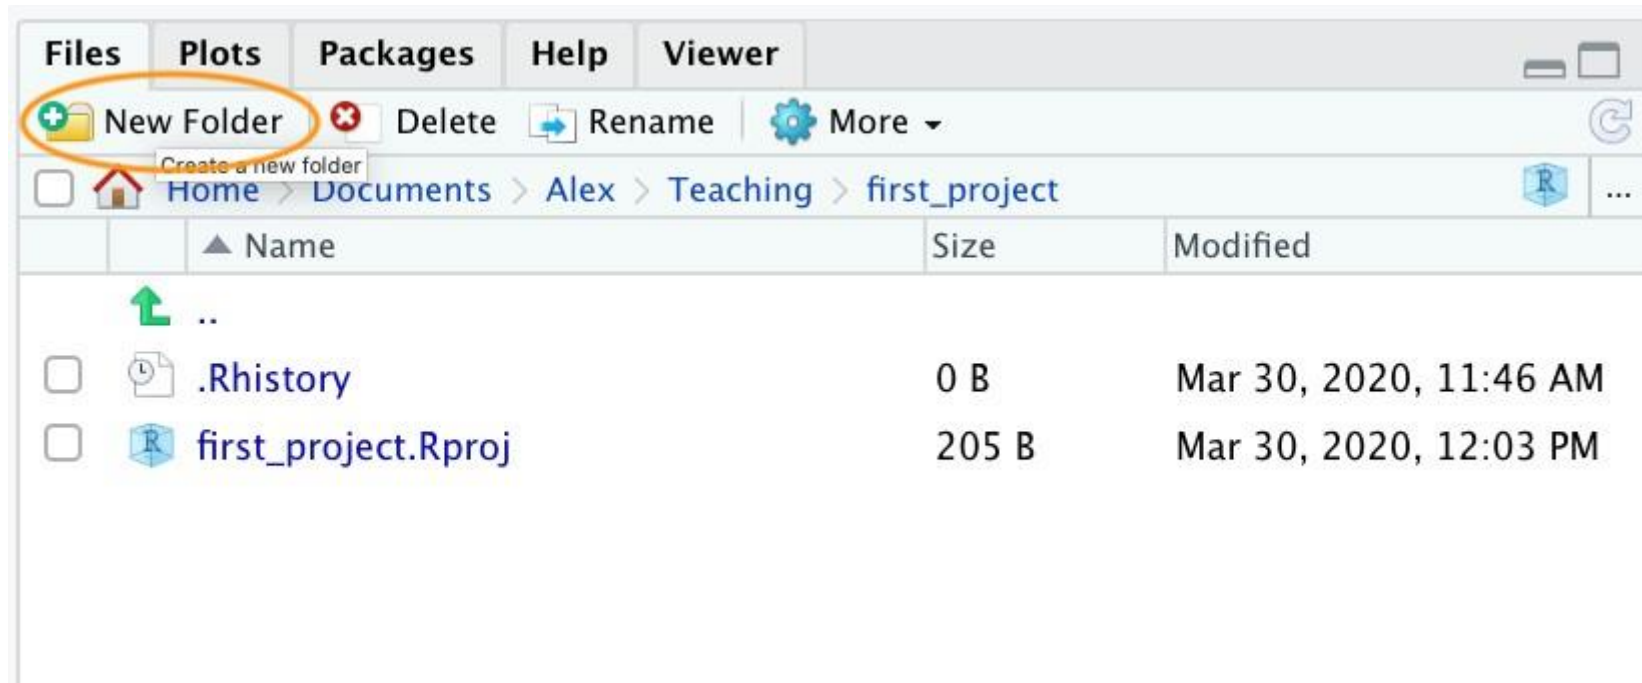 Files Plots Packages Help Viewer
New Folder Delete Rename More
Create a new folder
Home > Documents > Alex > Teaching > first_project ...
Name Size Modified
..
.Rhistory 0 B Mar 30, 2020, 11:46 AM
first_project.Rproj 205 B Mar 30, 2020, 12:03 PM